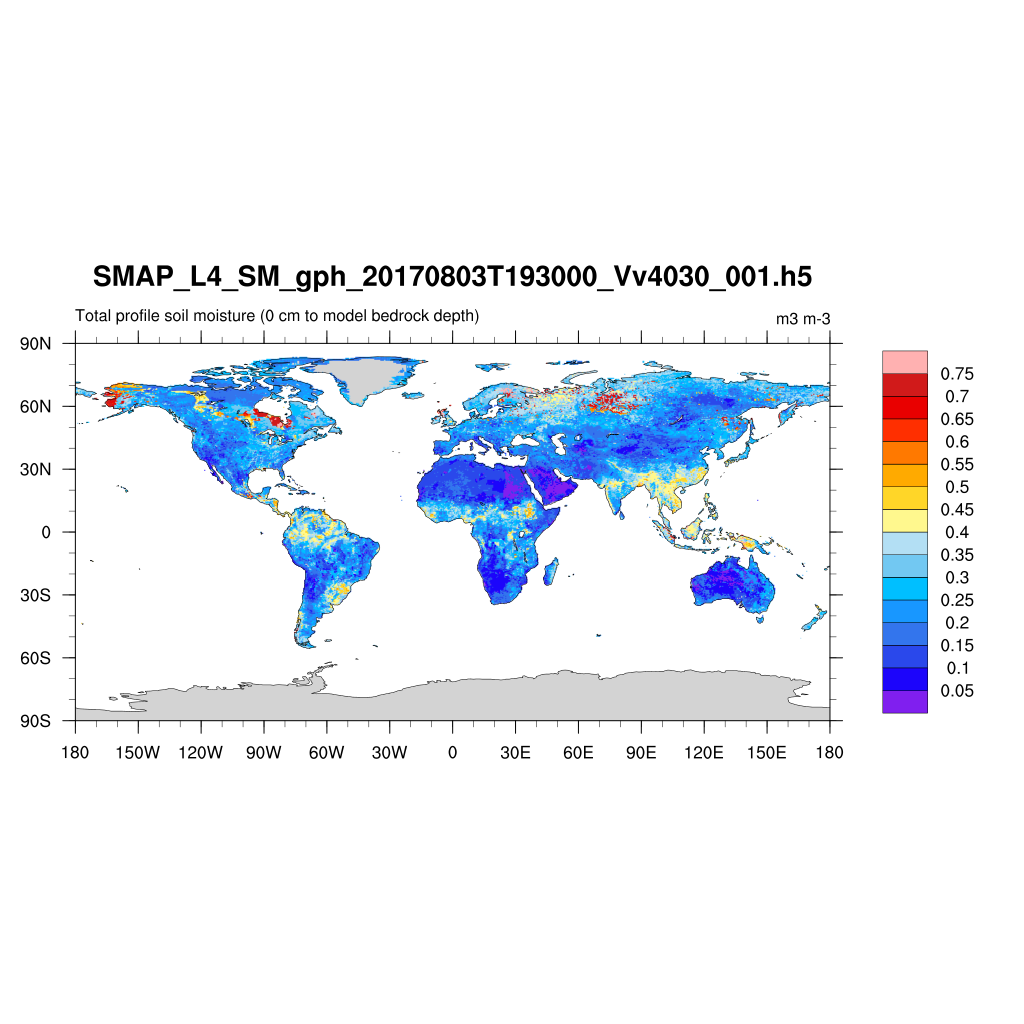 SMAP_L4_SM_gph_20170803T193000_Vv4030_001.h5
Total profile soil moisture (0 cm to model bedrock depth)
m3 m-3
90N
60N
30N
0
30S
60S
90S
180 150W 120W 90W 60W 30W 0 30E 60E 90E 120E 150E 180
0.75
0.7
0.65
0.6
0.55
0.5
0.45
0.4
0.35
0.3
0.25
0.2
0.15
0.1
0.05